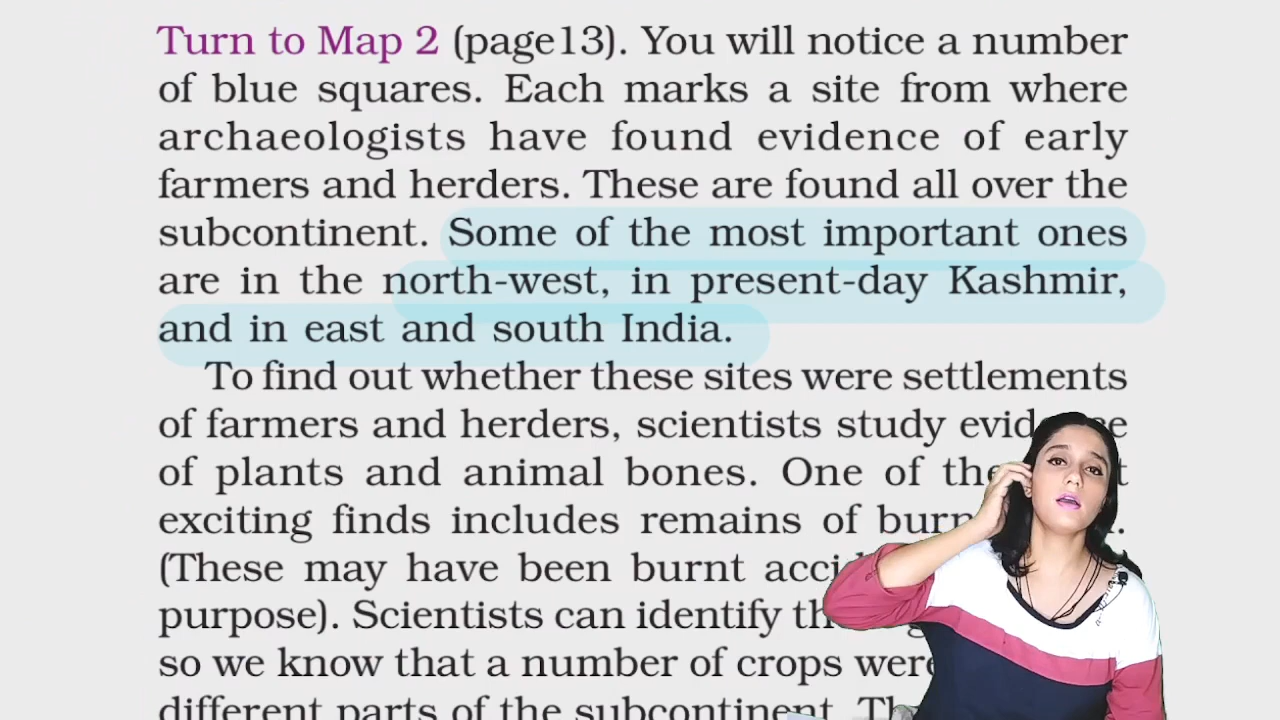 Turn to Map 2 (page13). You will notice a number
of blue squares. Each marks a site from where
archaeologists have found evidence of early
farmers and herders. These are found all over the
subcontinent. Some of the most important ones
are in the north-west, in present-day Kashmir,
and in east and south India.
To find out whether these sites were settlements
of farmers and herders, scientists study
of plants and animal bones. One of the
exciting finds includes remains of
(These may have been burnt
purpose). Scientists can identify
so we know that a number of crops were
different parts of the subcontinent.